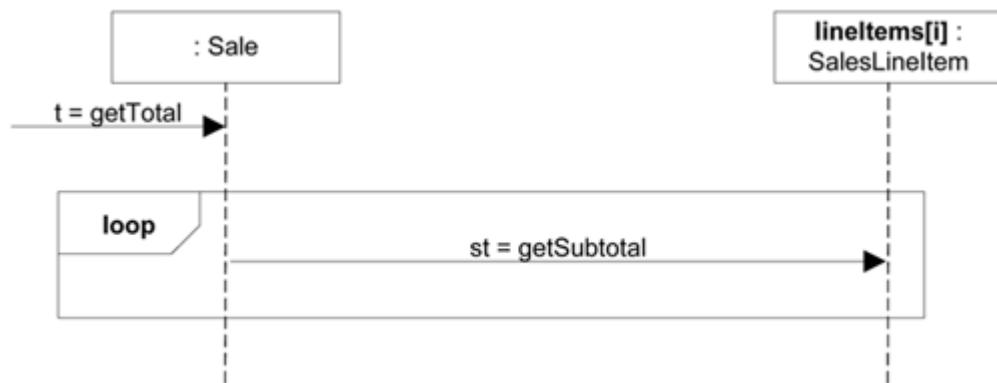 : Sale
lineItems[i] :
SalesLineItem
t = getTotal
loop
st = getSubtotal